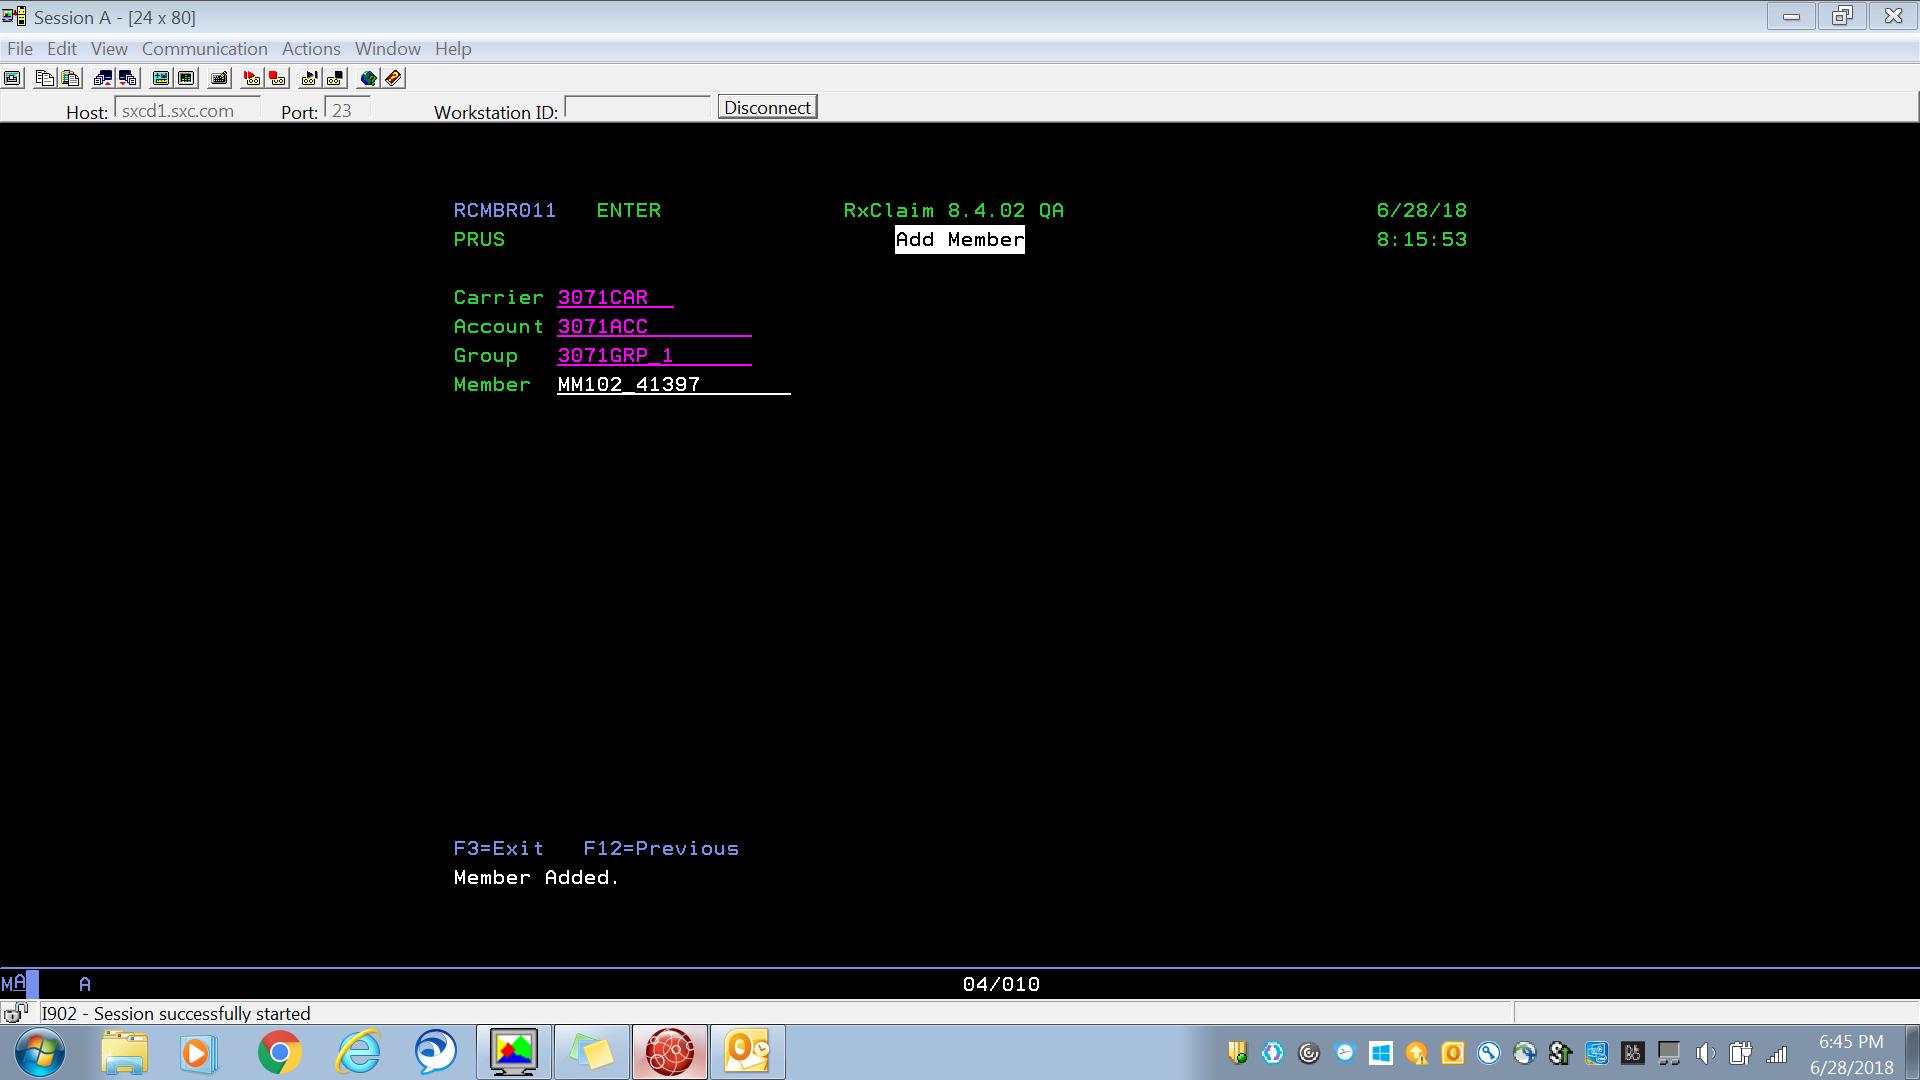 Session A - [24 x 80]
File Edit View Communication Actions Window Help
Host: sxcd1.sxc.com Port: 23 Workstation ID: Disconnect
RCMBR011 ENTER RxClaim 8.4.02 QA 6/28/18
PRUS Add Member 8:15:53
Carrier 3071CAR
Account 3071ACC
Group 3071GRP_1
Member MM102_41397
F3=Exit F12=Previous
Member Added.
MA A 04/010
I902 - Session successfully started
6:45 PM
6/28/2018